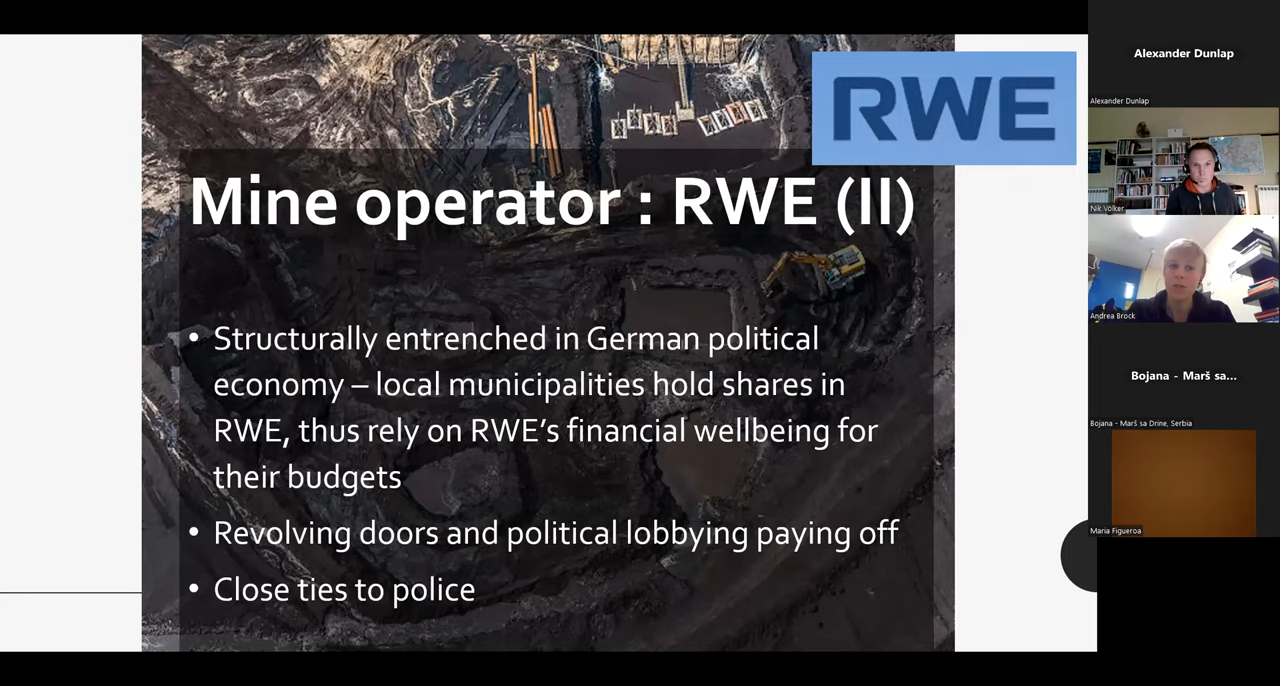 RWE
Mine operator : RWE (II)
• Structurally entrenched in German political
economy – local municipalities hold shares in
RWE, thus rely on RWE’s financial wellbeing for
their budgets
• Revolving doors and political lobbying paying off
• Close ties to police
Alexander Dunlap
Alexander Dunlap
Nik Völker
Andrea Brock
Bojana - Marš sa...
Bojana - Marš sa Drine, Serbia
Maria Figueroa